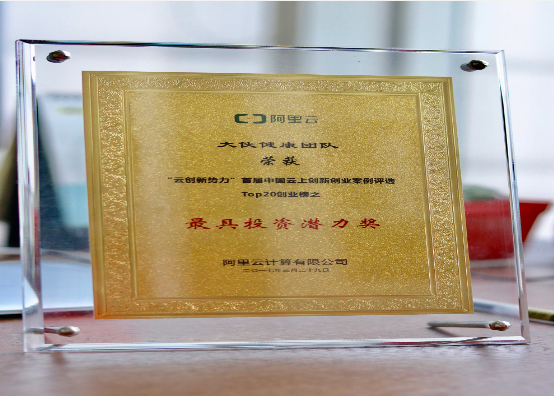 阿里云
大伙健康团队
荣获
“云创新势力”首届中国云上创新创业案例评选
Top20创业榜之
最具投资潜力奖
阿里云计算有限公司